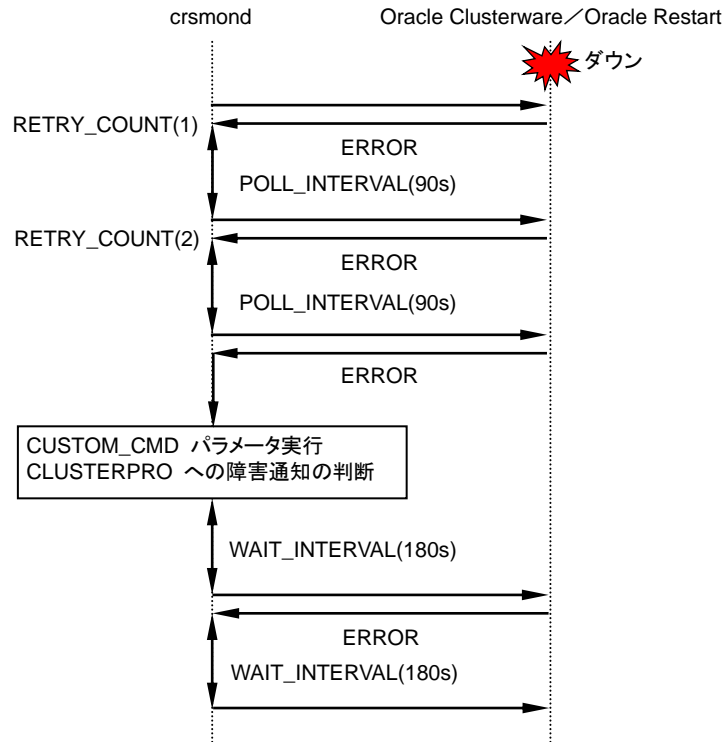 crsmond
Oracle Clusterware／Oracle Restart
ダウン
RETRY_COUNT(1)
ERROR
POLL_INTERVAL(90s)
RETRY_COUNT(2)
ERROR
POLL_INTERVAL(90s)
ERROR
CUSTOM_CMD パラメータ実行
CLUSTERPRO への障害通知の判断
WAIT_INTERVAL(180s)
ERROR
WAIT_INTERVAL(180s)